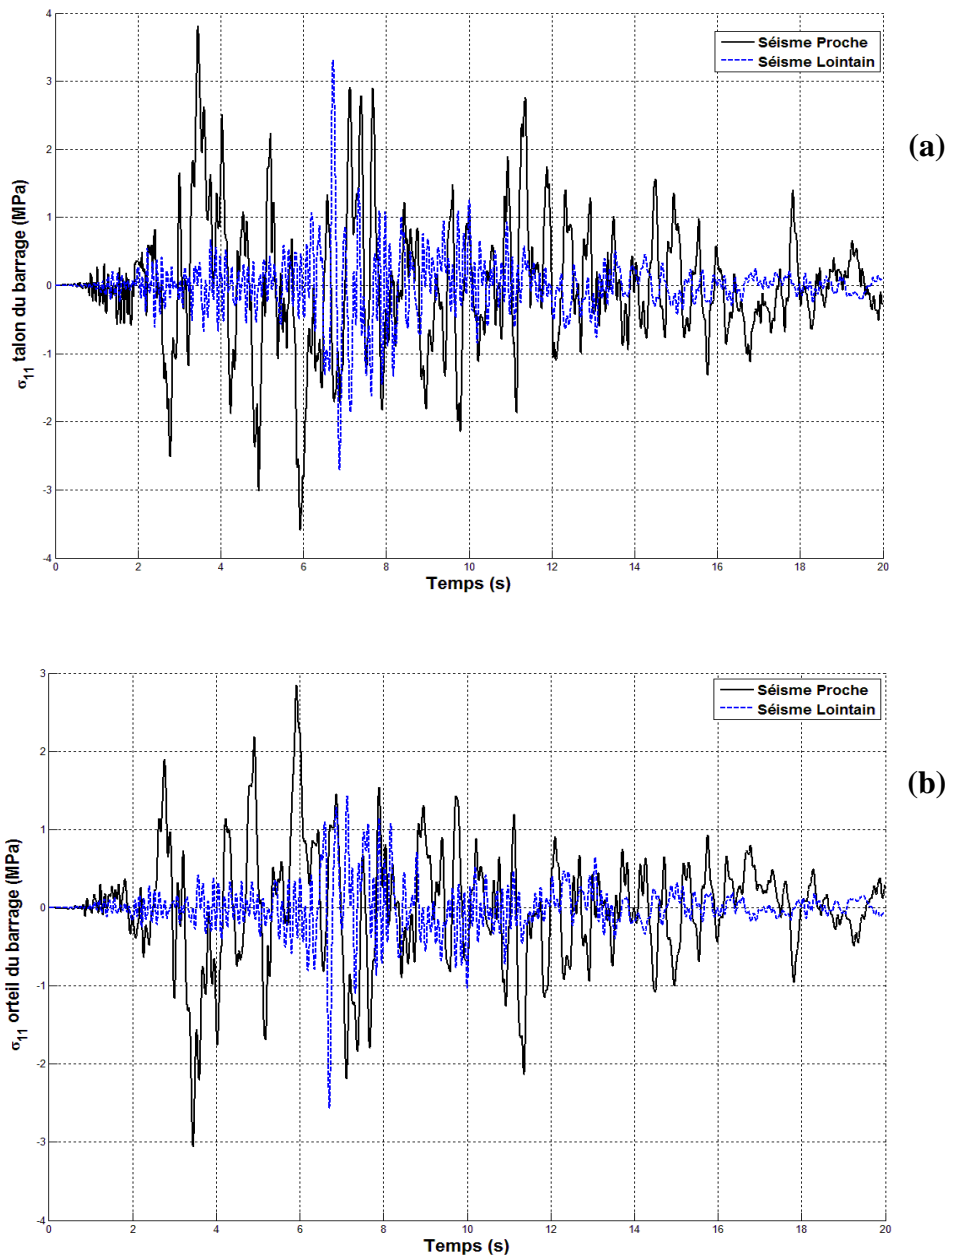 4
3
2
1
0
-1
-2
-3
-4
σ11 talon du barrage (MPa)
Séisme Proche
Séisme Lointain
(a)
0 2 4 6 8 10 12 14 16 18 20
Temps (s)
3
2
1
0
-1
-2
-3
-4
σ11 orteil du barrage (MPa)
Séisme Proche
Séisme Lointain
(b)
0 2 4 6 8 10 12 14 16 18 20
Temps (s)